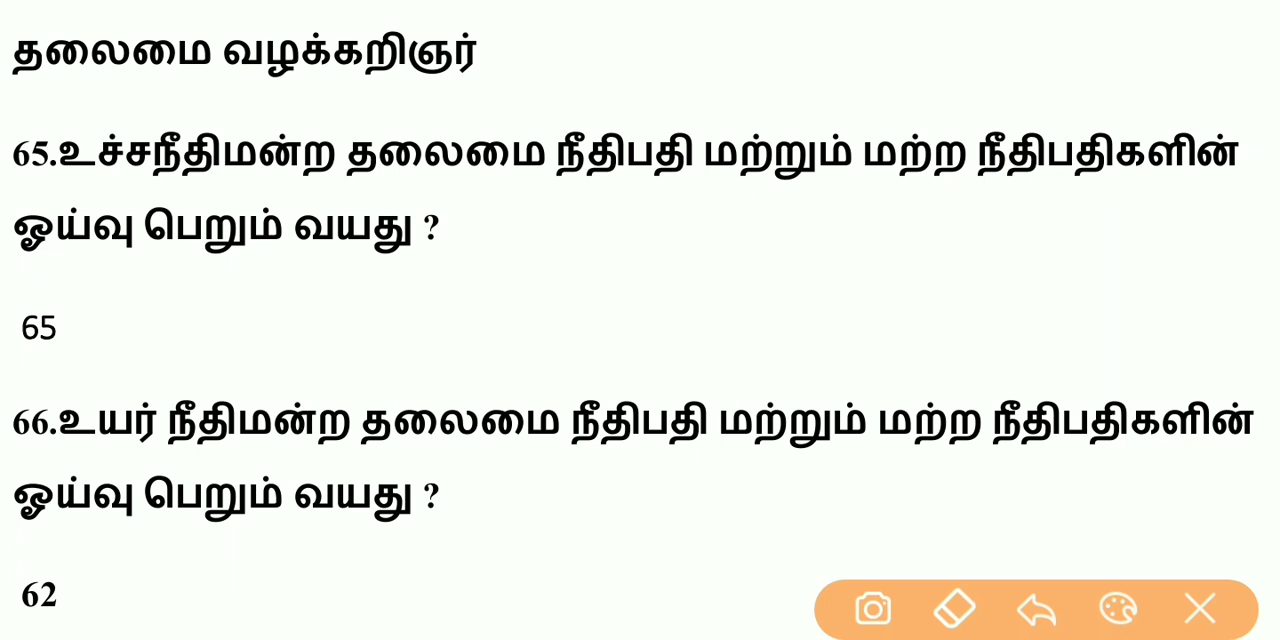 தலைமை வழக்கறிஞர்
65.உச்சநீதிமன்ற தலைமை நீதிபதி மற்றும் மற்ற நீதிபதிகளின்
ஓய்வு பெறும் வயது ?
65
66.உயர் நீதிமன்ற தலைமை நீதிபதி மற்றும் மற்ற நீதிபதிகளின்
ஓய்வு பெறும் வயது ?
62